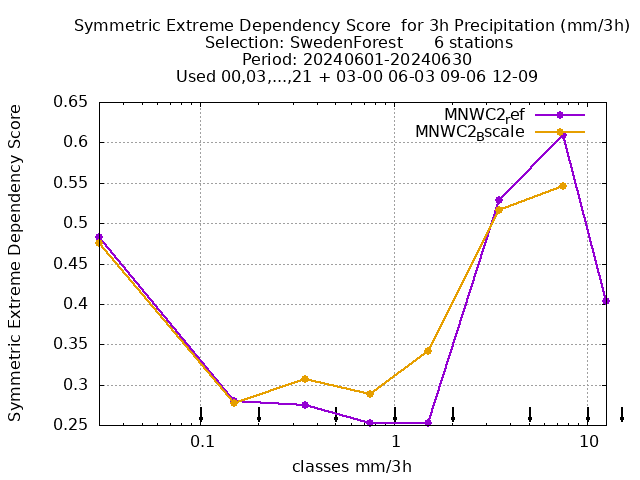 Symmetric Extreme Dependency Score  for 3h Precipitation (mm/3h)
Selection: SwedenForest      6 stations
Period: 20240601-20240630
Used 00,03,...,21 + 03-00 06-03 09-06 12-09
Symmetric Extreme Dependency Score
0.65
0.6
0.55
0.5
0.45
0.4
0.35
0.3
0.25
MNWC2ref
MNWC2Bscale
0.1
1
10
classes mm/3h